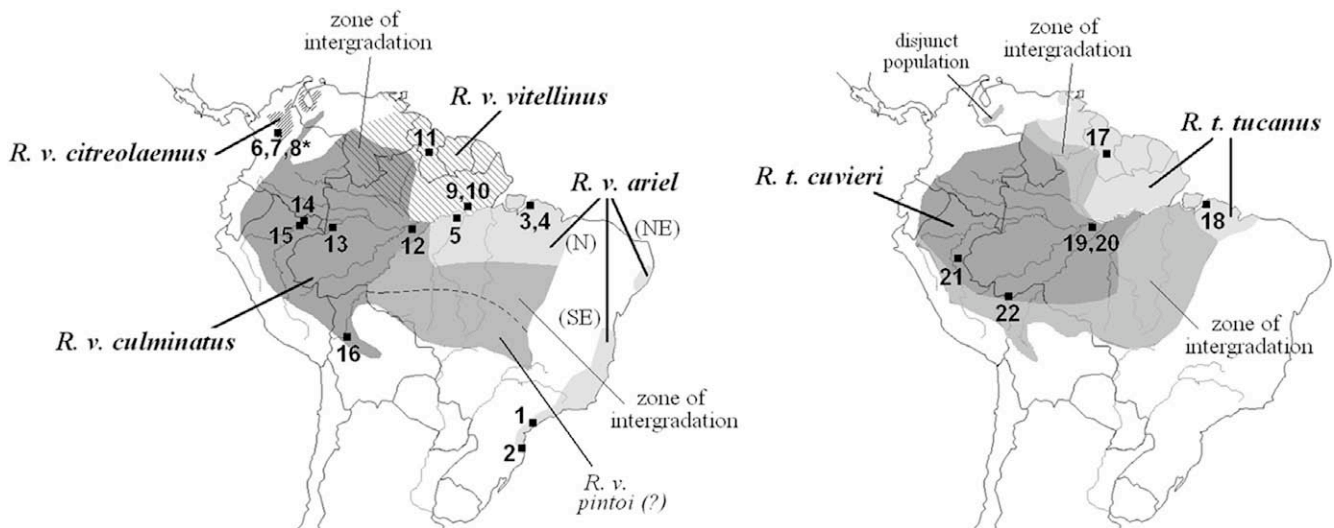 zone of
intergradation
R. v. vitellinus
R. v. citreolaemus
6,7,8*
11
9,10
R. v. ariel
14
15
13
12
5
3,4
(N)
(NE)
(SE)
R. v. culminatus
16
zone of
intergradation
1
2
R. v.
pintoi (?)
disjunct
population
zone of
intergradation
17
R. t. tucanus
R. t. cuvieri
18
19,20
21
22
zone of
intergradation